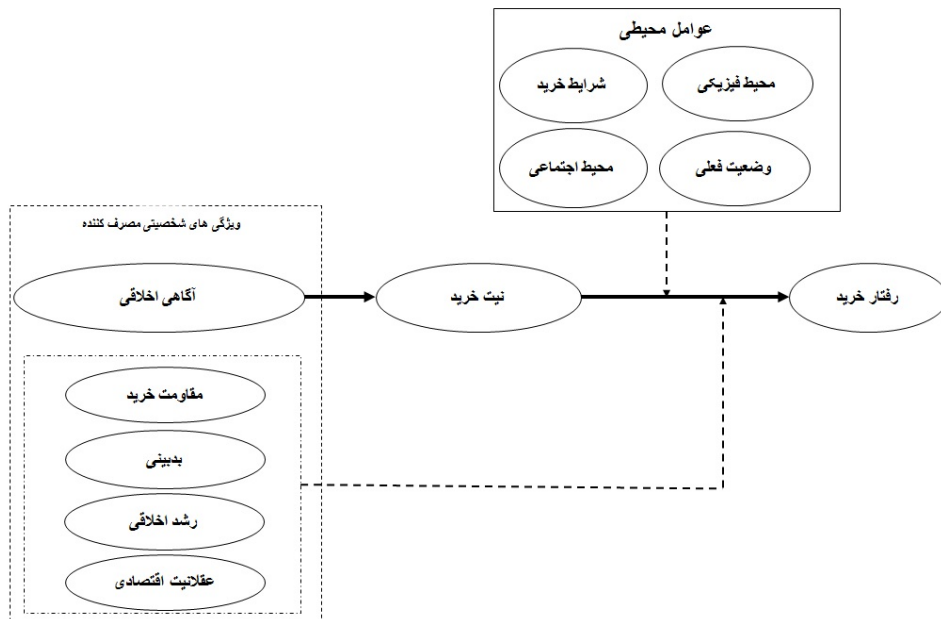 عوامل محیطی
محیط فیزیکی
شرایط خرید
وضعیت فعلی
محیط اجتماعی
ویژگی های شخصیتی مصرف کننده
آگاهی اخلاقی
نیت خرید
رفتار خرید
مقاومت خرید
بدبینی
رشد اخلاقی
عقلانیت اقتصادی